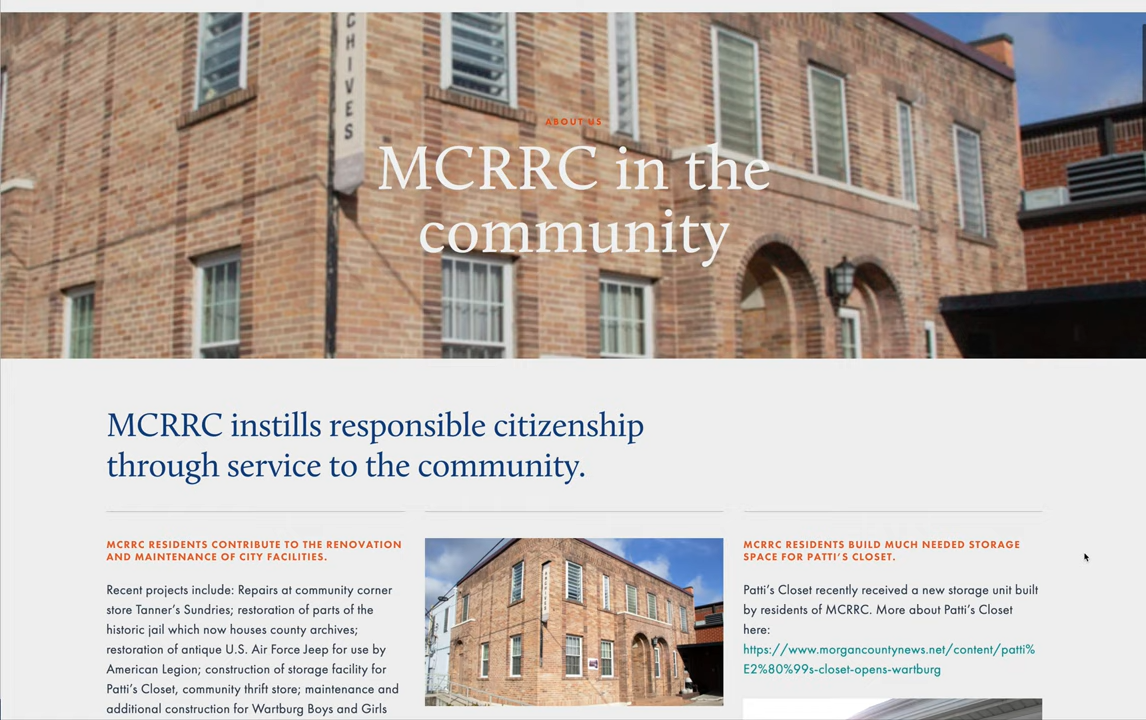 CHIVES
ABOUT US
MCRRC in the
community
MCRRC instills responsible citizenship
through service to the community.
MCRRC RESIDENTS CONTRIBUTE TO THE RENOVATION
AND MAINTENANCE OF CITY FACILITIES.
Recent projects include: Repairs at community corner
store Tanner’s Sundries; restoration of parts of the
historic jail which now houses county archives;
restoration of antique U.S. Air Force Jeep for use by
American Legion; construction of storage facility for
Patti’s Closet, community thrift store; maintenance and
additional construction for Wartburg Boys and Girls
MCRRC RESIDENTS BUILD MUCH NEEDED STORAGE
SPACE FOR PATTI’S CLOSET.
Patti’s Closet recently received a new storage unit built
by residents of MCRRC. More about Patti’s Closet
here:
https://www.morgancountynews.net/content/patti%
E2%80%99s-closet-opens-wartburg